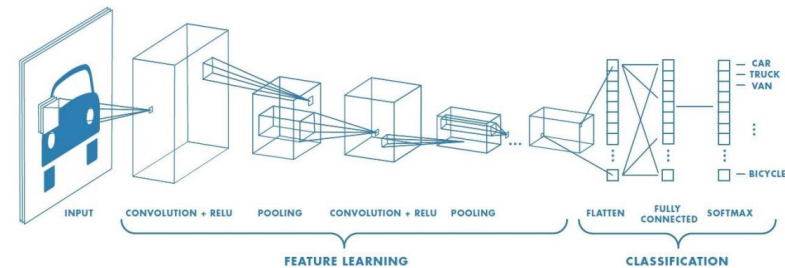 CAR
TRUCK
VAN
BICYCLE
INPUT
CONVOLUTION + RELU
POOLING
CONVOLUTION + RELU
POOLING
FLATTEN
FULLY
CONNECTED
SOFTMAX
FEATURE LEARNING
CLASSIFICATION